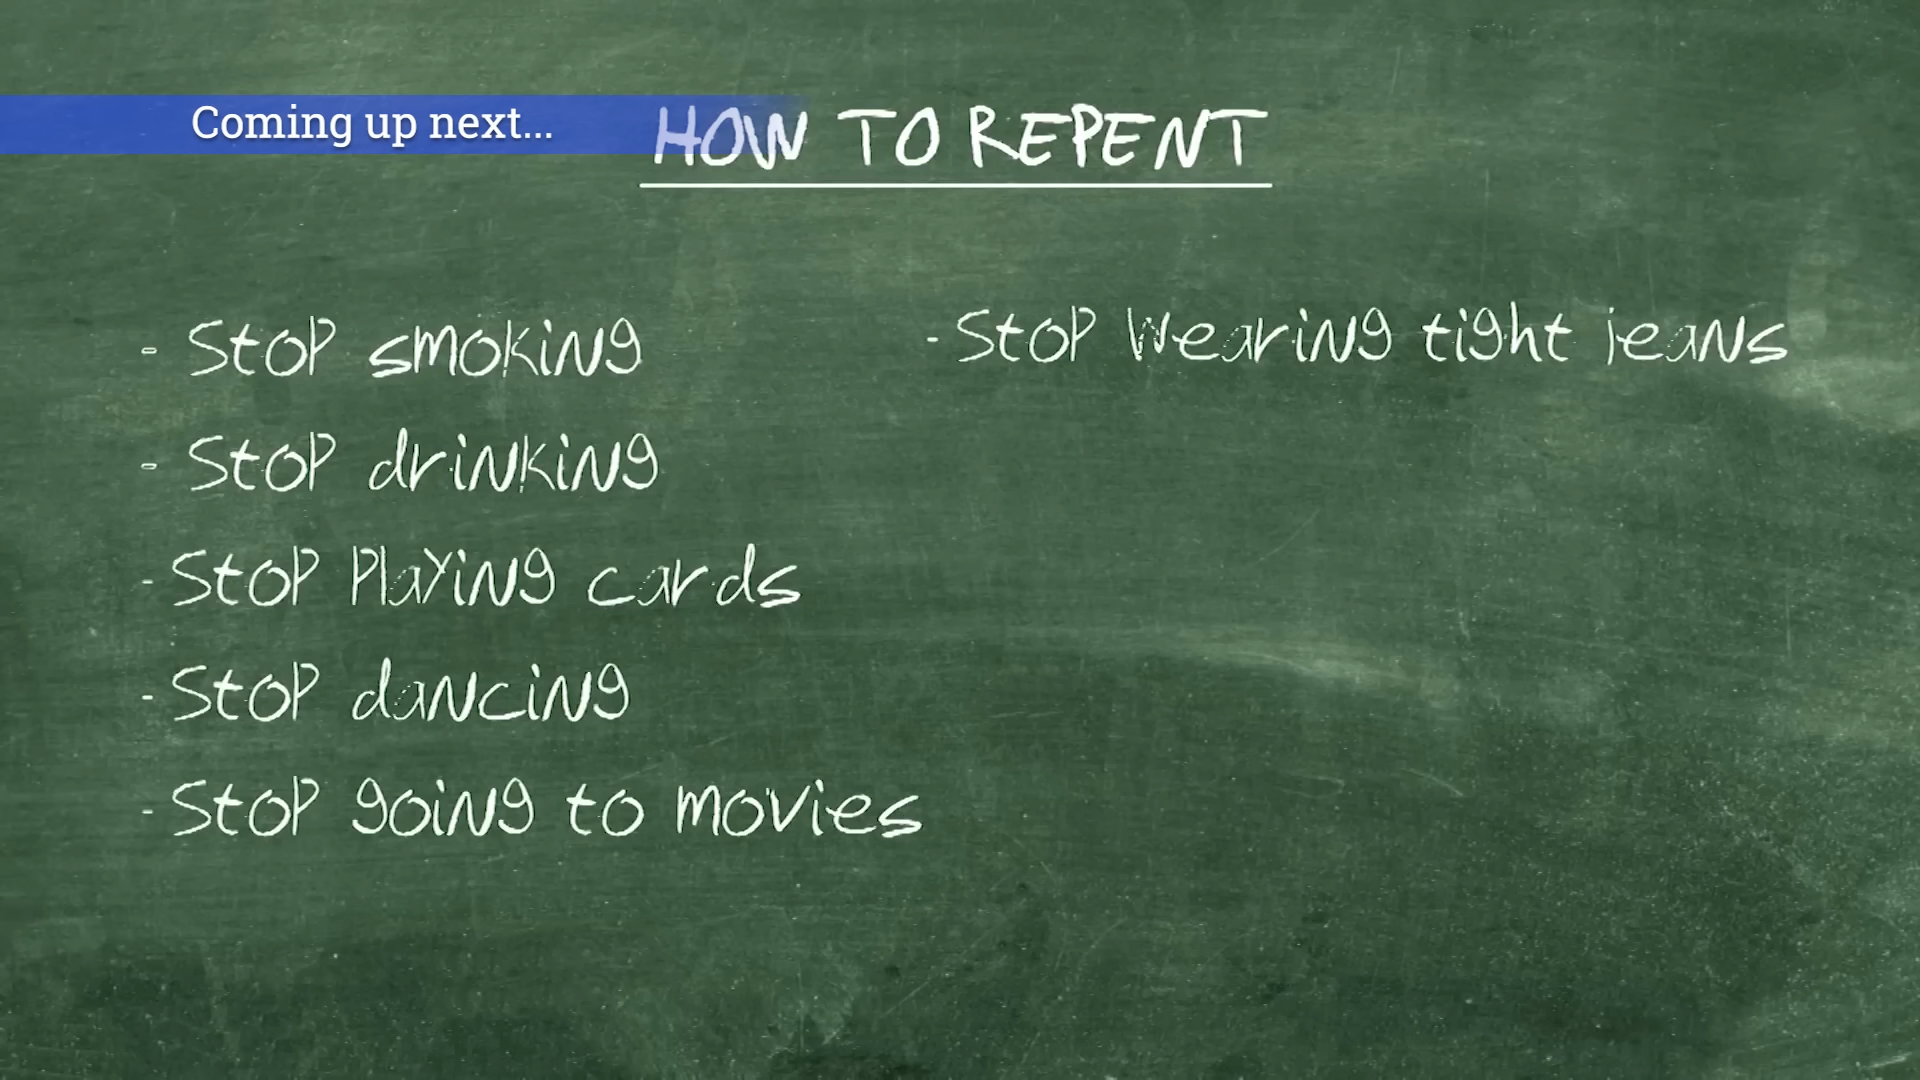 Coming up next...
HOW TO REPENT
- Stop smoking
- Stop drinking
- Stop Playing cards
- Stop dancing
- Stop going to movies
- Stop Wearing tight jeans